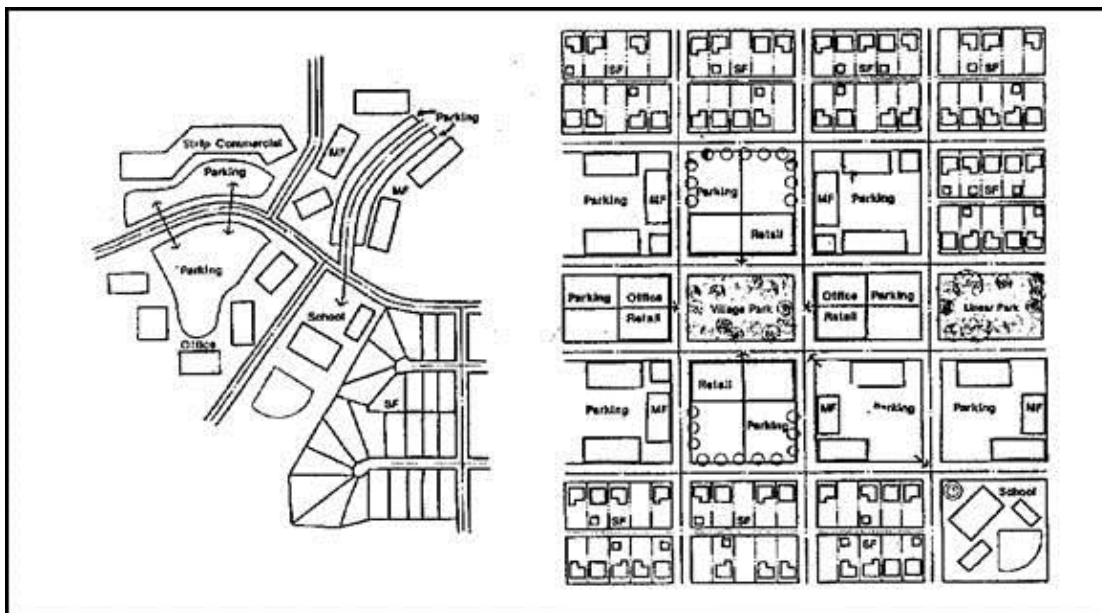 Parking
Strip Commercial
MF
Parking
MF
Parking
School
Office
SF
SF
SF
SF
SF
Parking
MF
Parking
Retail
MF
Parking
SF
Parking
Office
Retail
Village Park
Office
Parking
Retail
Linear Park
Parking
MF
Retail
Parking
MF
Parking
Parking
MF
SF
SF
SF
School